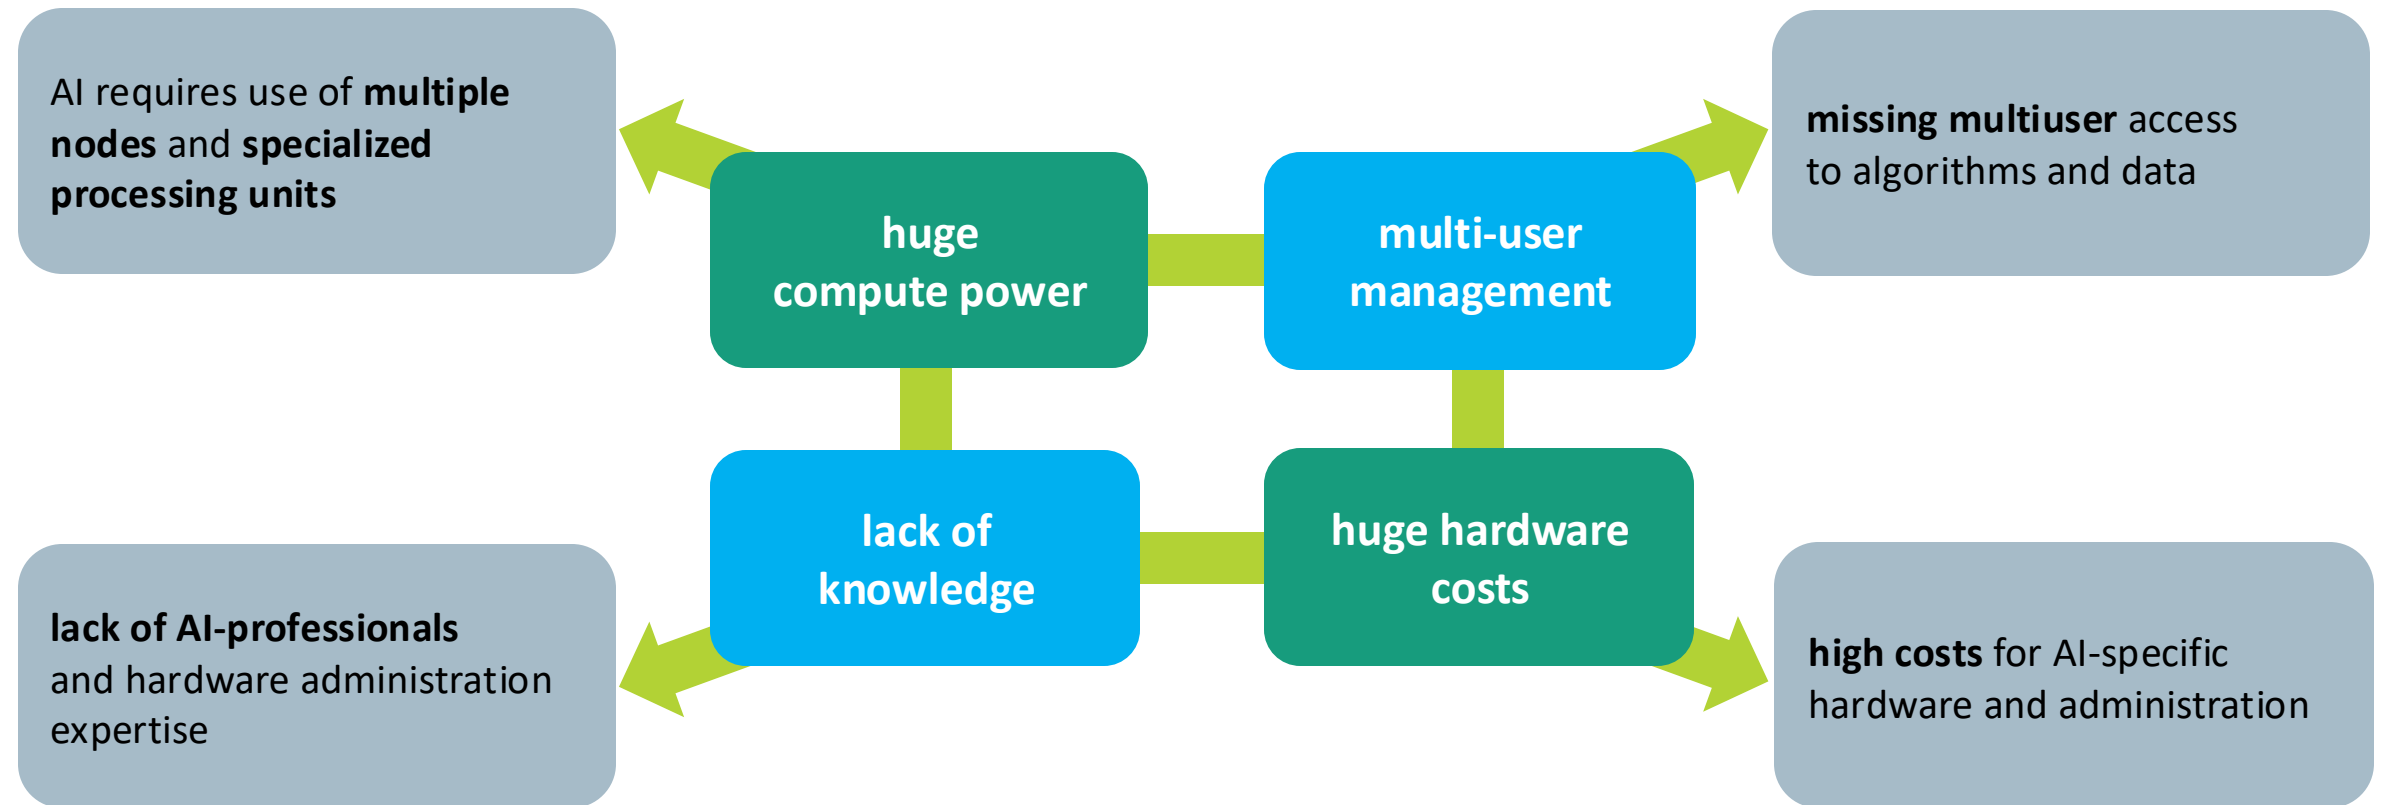 AI requires use of multiple
nodes and specialized
processing units
huge
compute power
multi-user
management
missing multiuser access
to algorithms and data
lack of AI-professionals
and hardware administration
expertise
lack of
knowledge
huge hardware
costs
high costs for AI-specific
hardware and administration